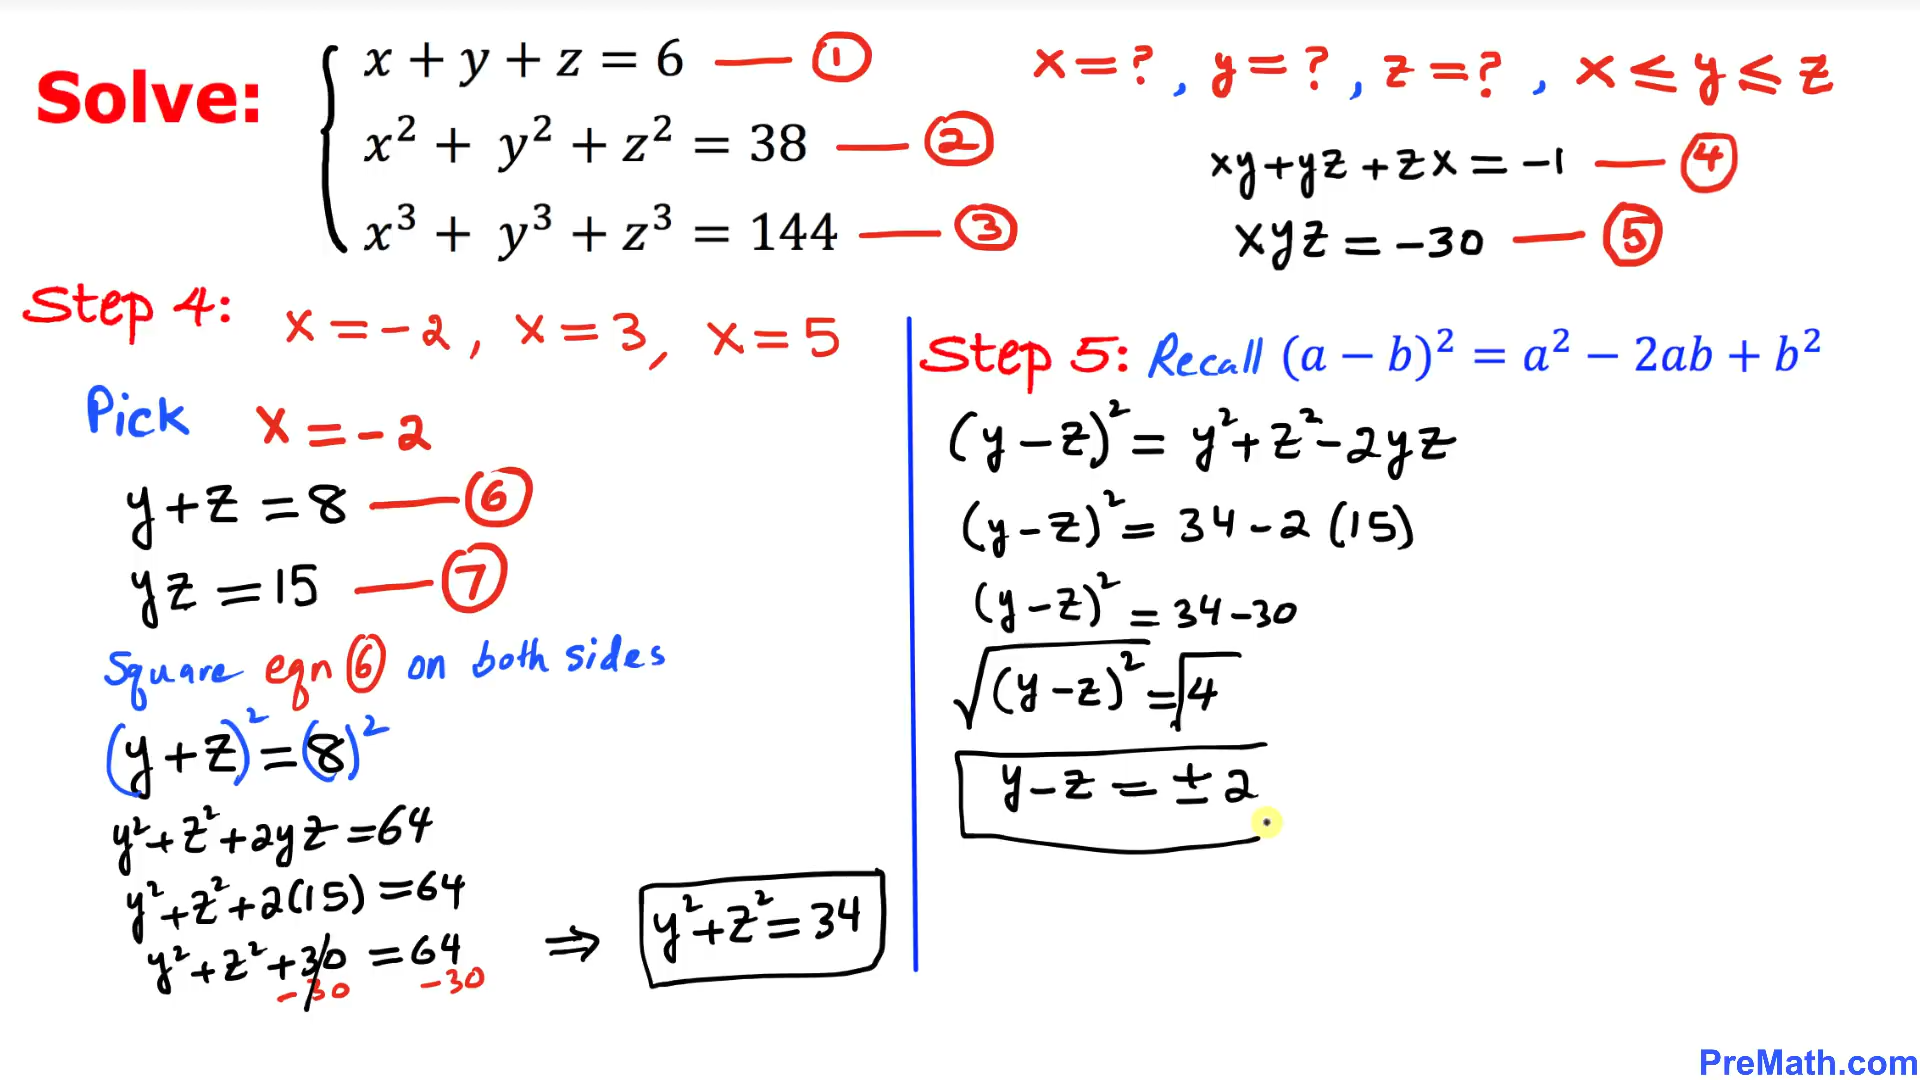 Solve:
x + y + z = 6 — ①
x² + y² + z² = 38 — ②
x³ + y³ + z³ = 144 — ③
x = ? , y = ? , z = ? , x ≤ y ≤ z
xy + yz + zx = -1 — ④
xyz = -30 — ⑤
Step 4: x = -2 , x = 3 , x = 5
Pick x = -2
y + z = 8 — ⑥
yz = 15 — ⑦
Square eqn ⑥ on both sides
(y + z)² = (8)²
y² + z² + 2yz = 64
y² + z² + 2(15) = 64
y² + z² + 30 = 64
-30 -30
⇒ y² + z² = 34
Step 5: Recall (a − b)² = a² − 2ab + b²
(y - z)² = y² + z² - 2yz
(y - z)² = 34 - 2(15)
(y - z)² = 34 - 30
√(y - z)² = √4
y - z = ± 2
PreMath.com